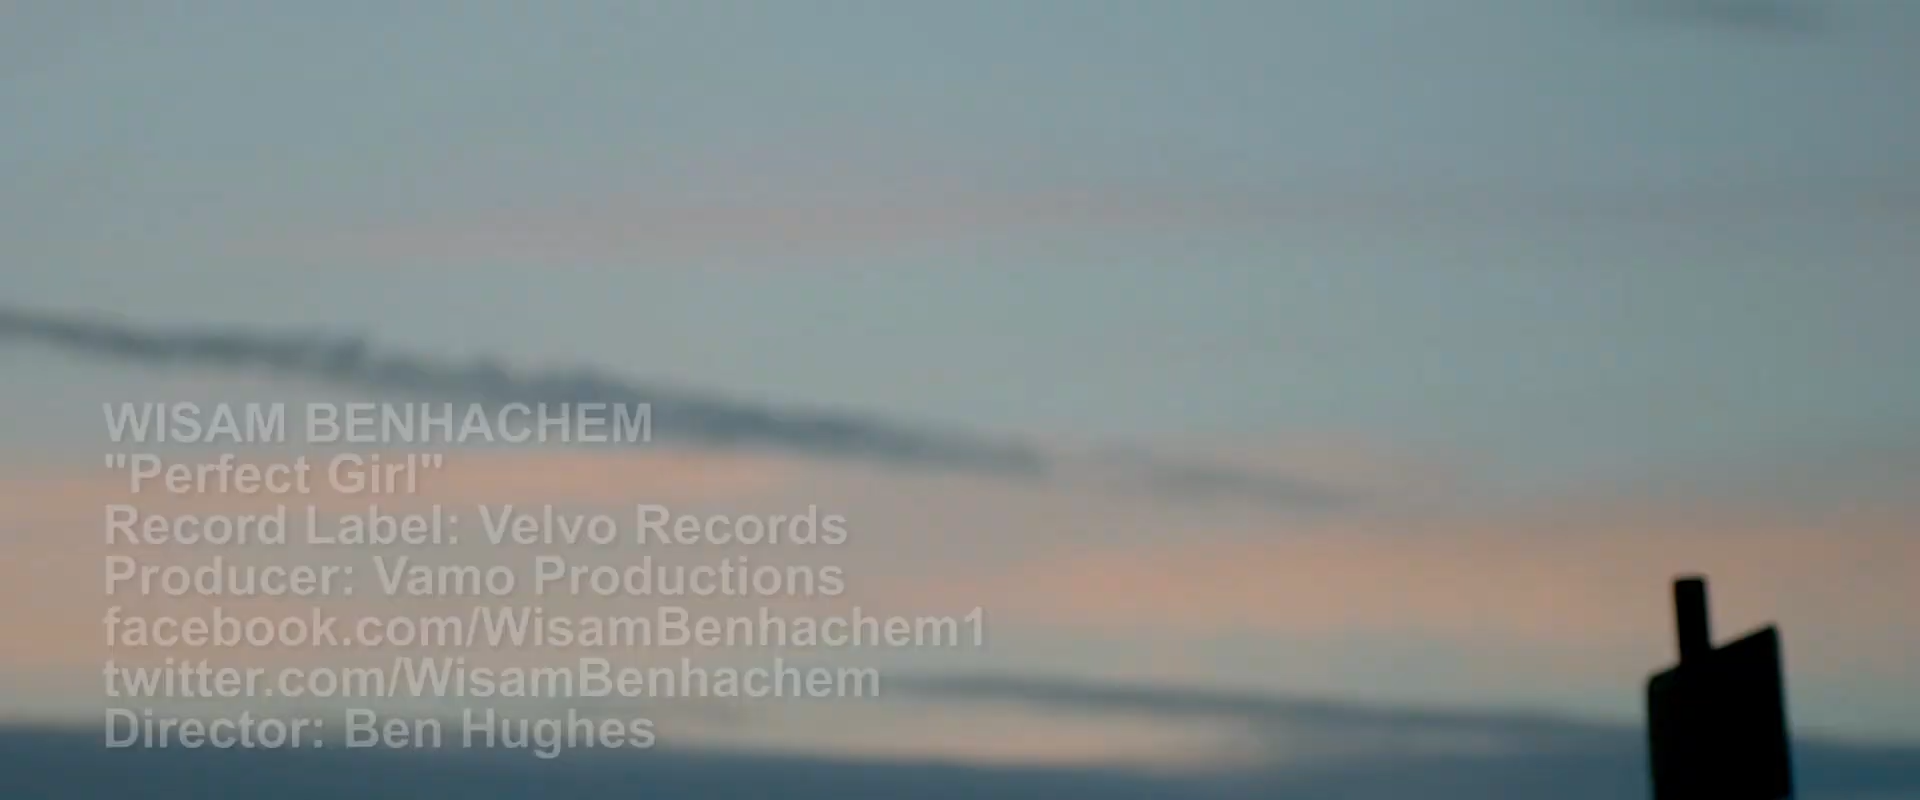 WISAM BENHACHEM
"Perfect Girl"
Record Label: Velvo Records
Producer: Vamo Productions
facebook.com/WisamBenhachem1
twitter.com/WisamBenhachem
Director: Ben Hughes